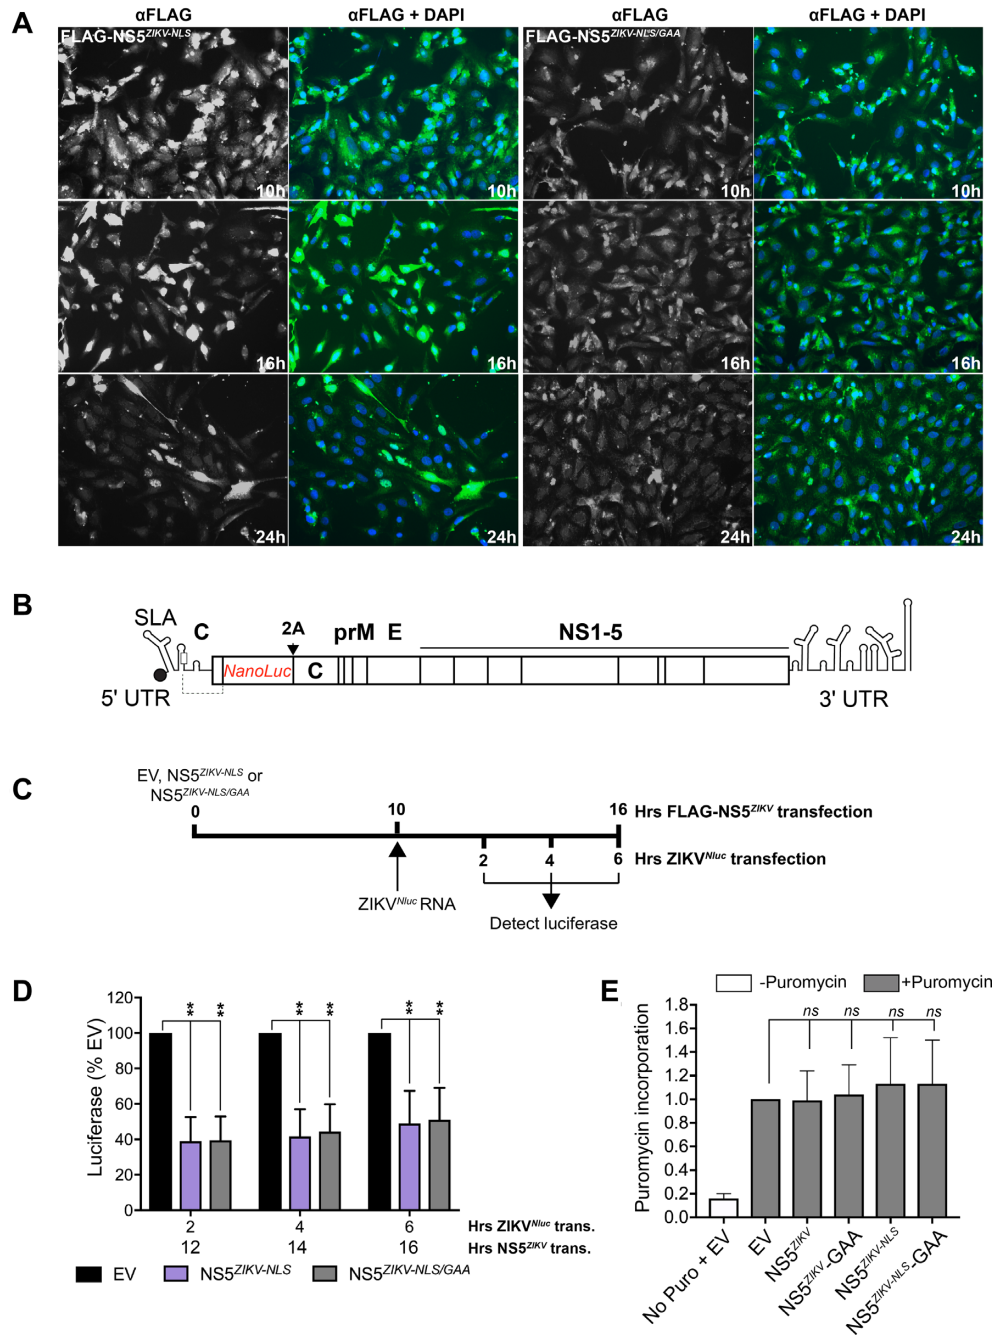 A
αFLAG
αFLAG + DAPI
αFLAG
αFLAG + DAPI
FLAG-NS5ZIKV-NLS
FLAG-NS5ZIKV-NLS/GAA
10h
10h
10h
10h
16h
16h
16h
16h
24h
24h
24h
24h
B
SLA
C
2A
prM
E
NS1-5
NanoLuc
C
5' UTR
3' UTR
C
EV, NS5ZIKV-NLS or
NS5ZIKV-NLS/GAA
0
10
16
Hrs FLAG-NS5ZIKV transfection
2
4
6
Hrs ZIKVNluc transfection
ZIKVNluc RNA
Detect luciferase
D
Luciferase (% EV)
120
100
80
60
40
20
0
**
**
**
**
**
**
2
4
6
Hrs ZIKVNluc trans.
12
14
16
Hrs NS5ZIKV trans.
EV
NS5ZIKV-NLS
NS5ZIKV-NLS/GAA
E
-Puromycin
+Puromycin
Puromycin incorporation
1.8
1.6
1.4
1.2
1.0
0.8
0.6
0.4
0.2
0.0
ns
ns
ns
ns
No Puro + EV
EV
NS5ZIKV
NS5ZIKV-GAA
NS5ZIKV-NLS
NS5ZIKV-NLS-GAA